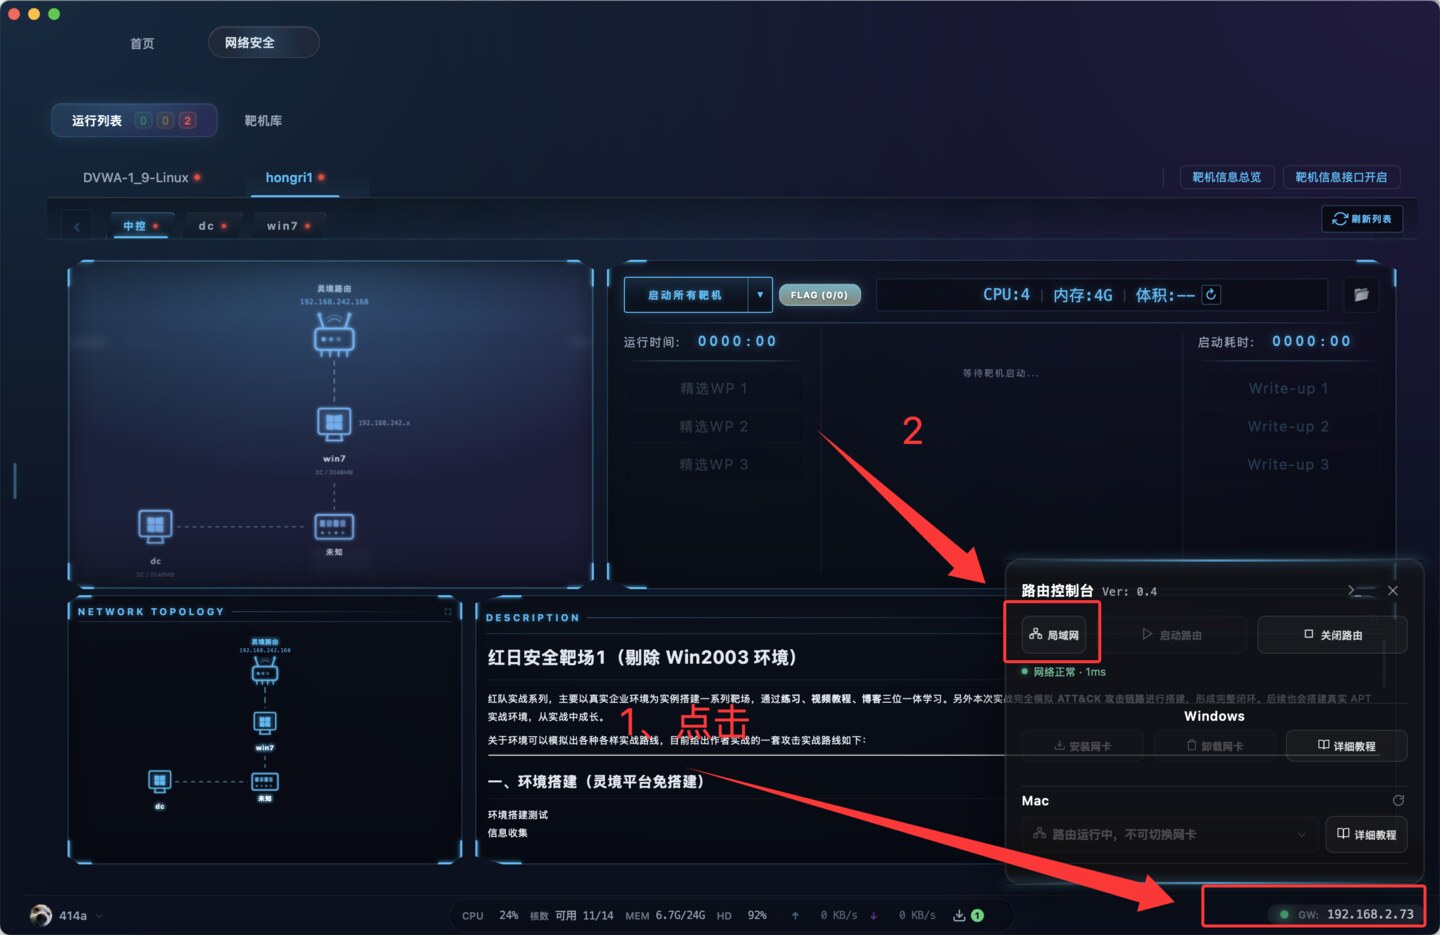 首页
网络安全
运行列表 0 0 2
靶机库
DVWA-1_9-Linux
hongri1
靶机信息总览
靶机信息接口开启
中控
dc
win7
刷新列表
灵境路由
192.168.242.168
192.168.242.x
win7
2C / 2048MB
dc
2C / 2048MB
未知
启动所有靶机
FLAG (0/0)
CPU:4 | 内存:4G | 体积:——
运行时间: 0000:00
启动耗时: 0000:00
等待靶机启动...
精选WP 1
精选WP 2
精选WP 3
Write-up 1
Write-up 2
Write-up 3
2
NETWORK TOPOLOGY
灵境路由
192.168.242.168
win7
dc
未知
DESCRIPTION
红日安全靶场1（剔除 Win2003 环境）
红队实战系列，主要以真实企业环境为实例搭建一系列靶场，通过练习、视频教程、博客三位一体学习。另外本次实战完全模拟 ATT&CK 攻击链路进行搭建，形成完整闭环。后续也会搭建真实 APT
实战环境，从实战中成长。
1、点击
关于环境可以模拟出各种各样实战路线，目前给出作者实战的一套攻击实战路线如下：
一、环境搭建（灵境平台免搭建）
环境搭建测试
信息收集
路由控制台 Ver: 0.4
局域网
启动路由
关闭路由
网络正常 · 1ms
Windows
安装网卡
卸载网卡
详细教程
Mac
路由运行中，不可切换网卡
详细教程
414a
CPU 24% 核数 可用 11/14 MEM 6.7G/24G HD 92% ↑ 0 KB/s ↓ 0 KB/s 1
GW: 192.168.2.73